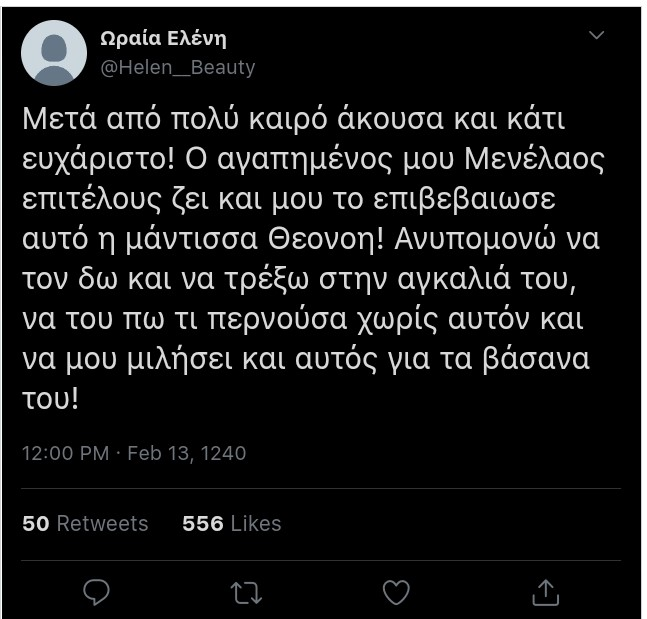 Ωραία Ελένη
@Helen__Beauty
Μετά από πολύ καιρό άκουσα και κάτι
ευχάριστο! Ο αγαπημένος μου Μενέλαος
επιτέλους ζει και μου το επιβεβαιωσε
αυτό η μάντισσα Θεονοη! Ανυπομονώ να
τον δω και να τρέξω στην αγκαλιά του,
να του πω τι περνούσα χωρίς αυτόν και
να μου μιλήσει και αυτός για τα βάσανα
του!
12:00 PM · Feb 13, 1240
50 Retweets 556 Likes